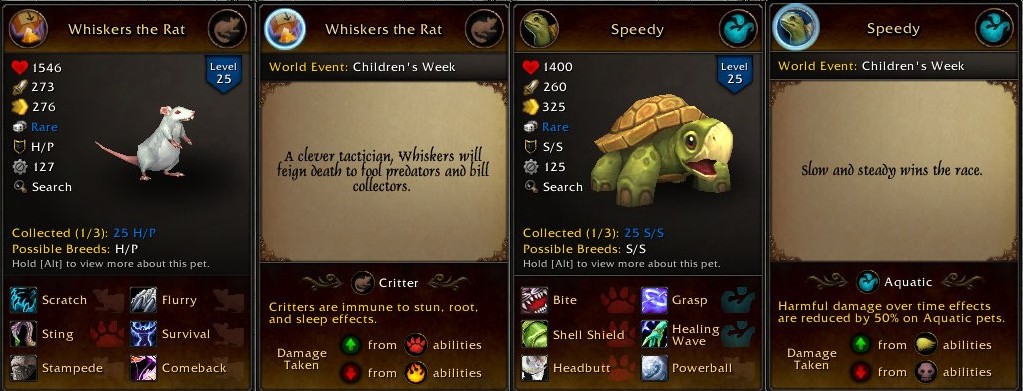 Whiskers the Rat
1546
Level
25
273
276
Rare
H/P
127
Search
Collected (1/3): 25 H/P
Possible Breeds: H/P
Hold [Alt] to view more about this pet.
Scratch
Flurry
Sting
Survival
Stampede
Comeback
Whiskers the Rat
World Event: Children's Week
A clever tactician, Whiskers will
feign death to fool predators and bill
collectors.
Critter
Critters are immune to stun, root,
and sleep effects.
Damage
Taken
from
abilities
from
abilities
Speedy
1400
Level
25
260
325
Rare
S/S
125
Search
Collected (1/3): 25 S/S
Possible Breeds: S/S
Hold [Alt] to view more about this pet.
Bite
Grasp
Shell Shield
Healing
Wave
Headbutt
Powerball
Speedy
World Event: Children's Week
Slow and steady wins the race.
Aquatic
Harmful damage over time effects
are reduced by 50% on Aquatic pets.
Damage
Taken
from
abilities
from
abilities